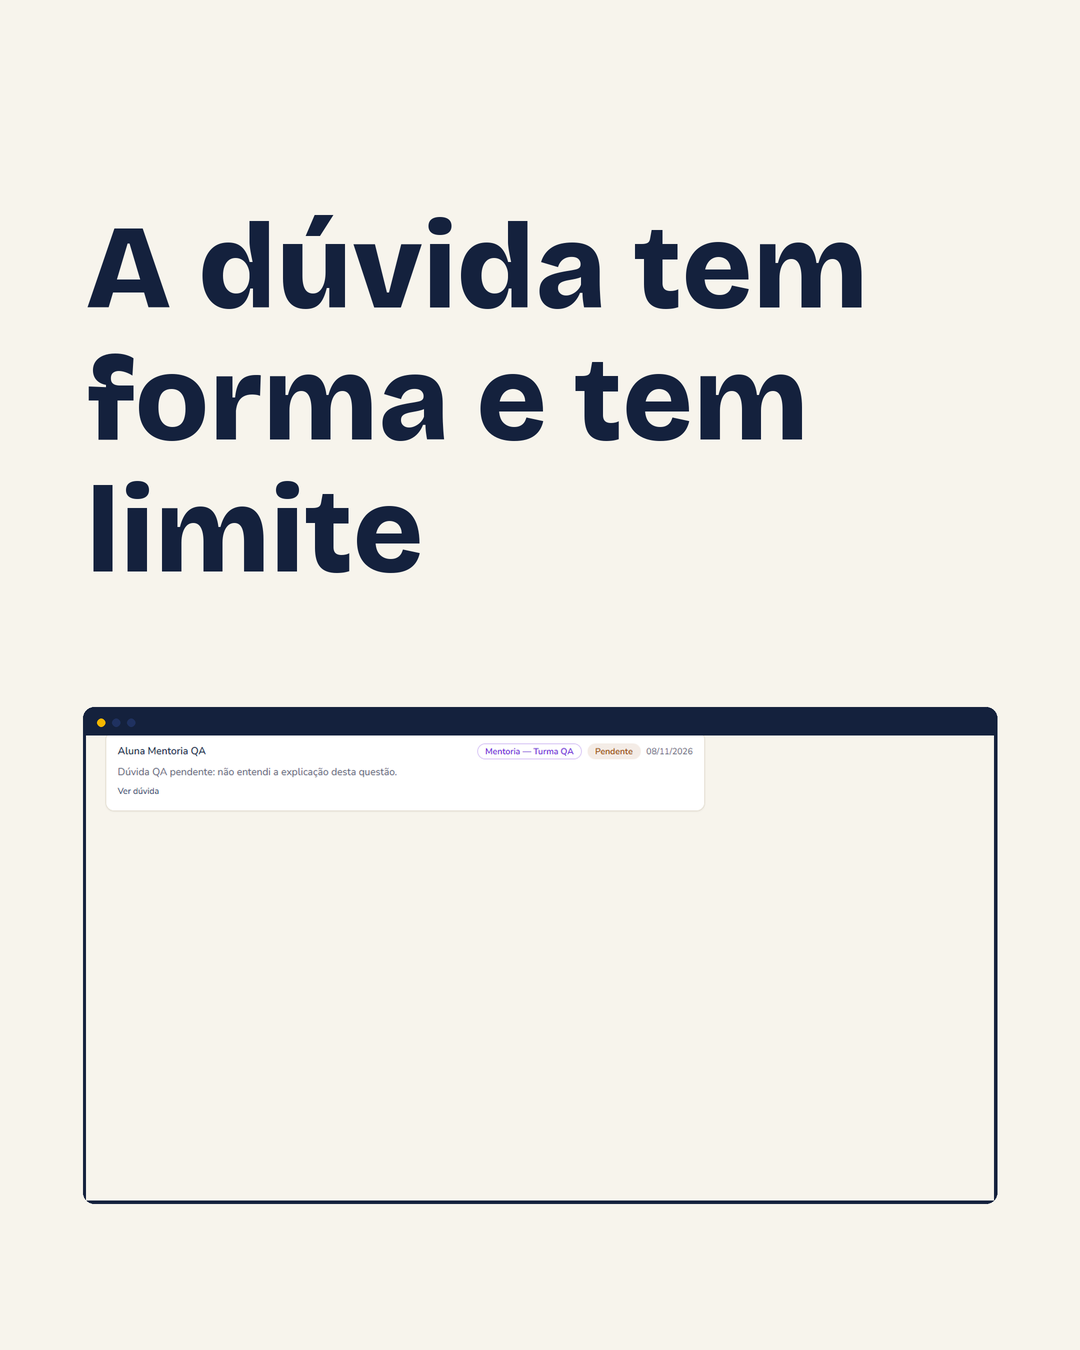 A dúvida tem
forma e tem
limite
Aluna Mentoria QA
Mentoria — Turma QA
Pendente
08/11/2026
Dúvida QA pendente: não entendi a explicação desta questão.
Ver dúvida